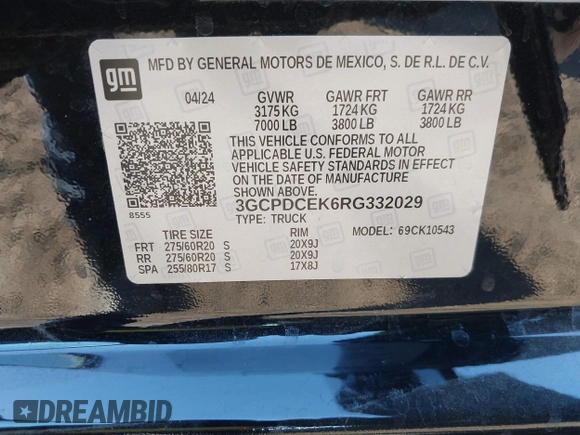 gm
MFD BY GENERAL MOTORS DE MEXICO, S. DE R.L. DE C.V.
04/24 GVWR GAWR FRT GAWR RR
3175 KG 1724 KG 1724 KG
7000 LB 3800 LB 3800 LB
THIS VEHICLE CONFORMS TO ALL
APPLICABLE U.S. FEDERAL MOTOR
VEHICLE SAFETY STANDARDS IN EFFECT
ON THE DATE OF MANUFACTURE
SHOWN ABOVE.
8555 3GCPDCEK6RG332029
TYPE: TRUCK
TIRE SIZE RIM MODEL: 69CK10543
FRT 275/60R20 S 20X9J
RR 275/60R20 S 20X9J
SPA 255/80R17 S 17X8J
DREAMBID